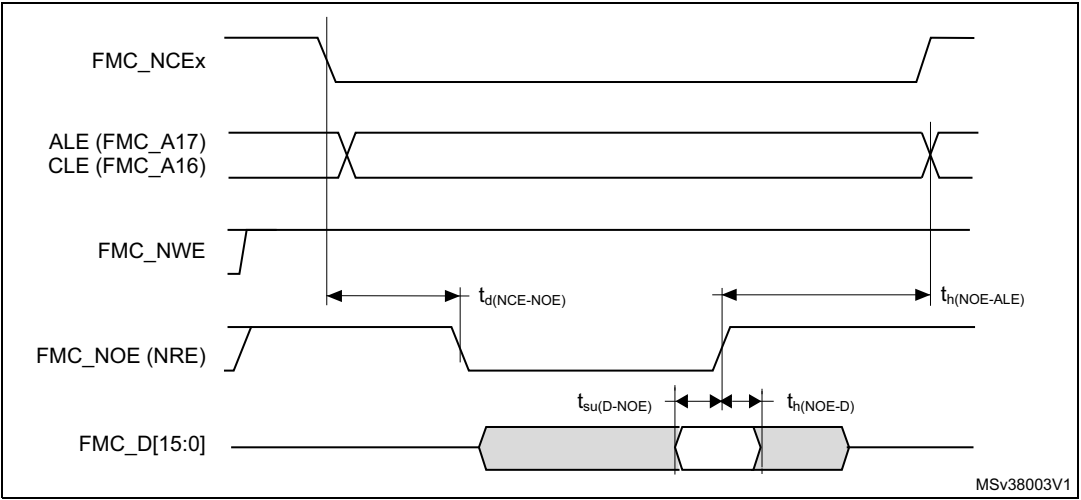 FMC_NCEx
ALE (FMC_A17)
CLE (FMC_A16)
FMC_NWE
td(NCE-NOE)
th(NOE-ALE)
FMC_NOE (NRE)
tsu(D-NOE)
th(NOE-D)
FMC_D[15:0]
MSv38003V1